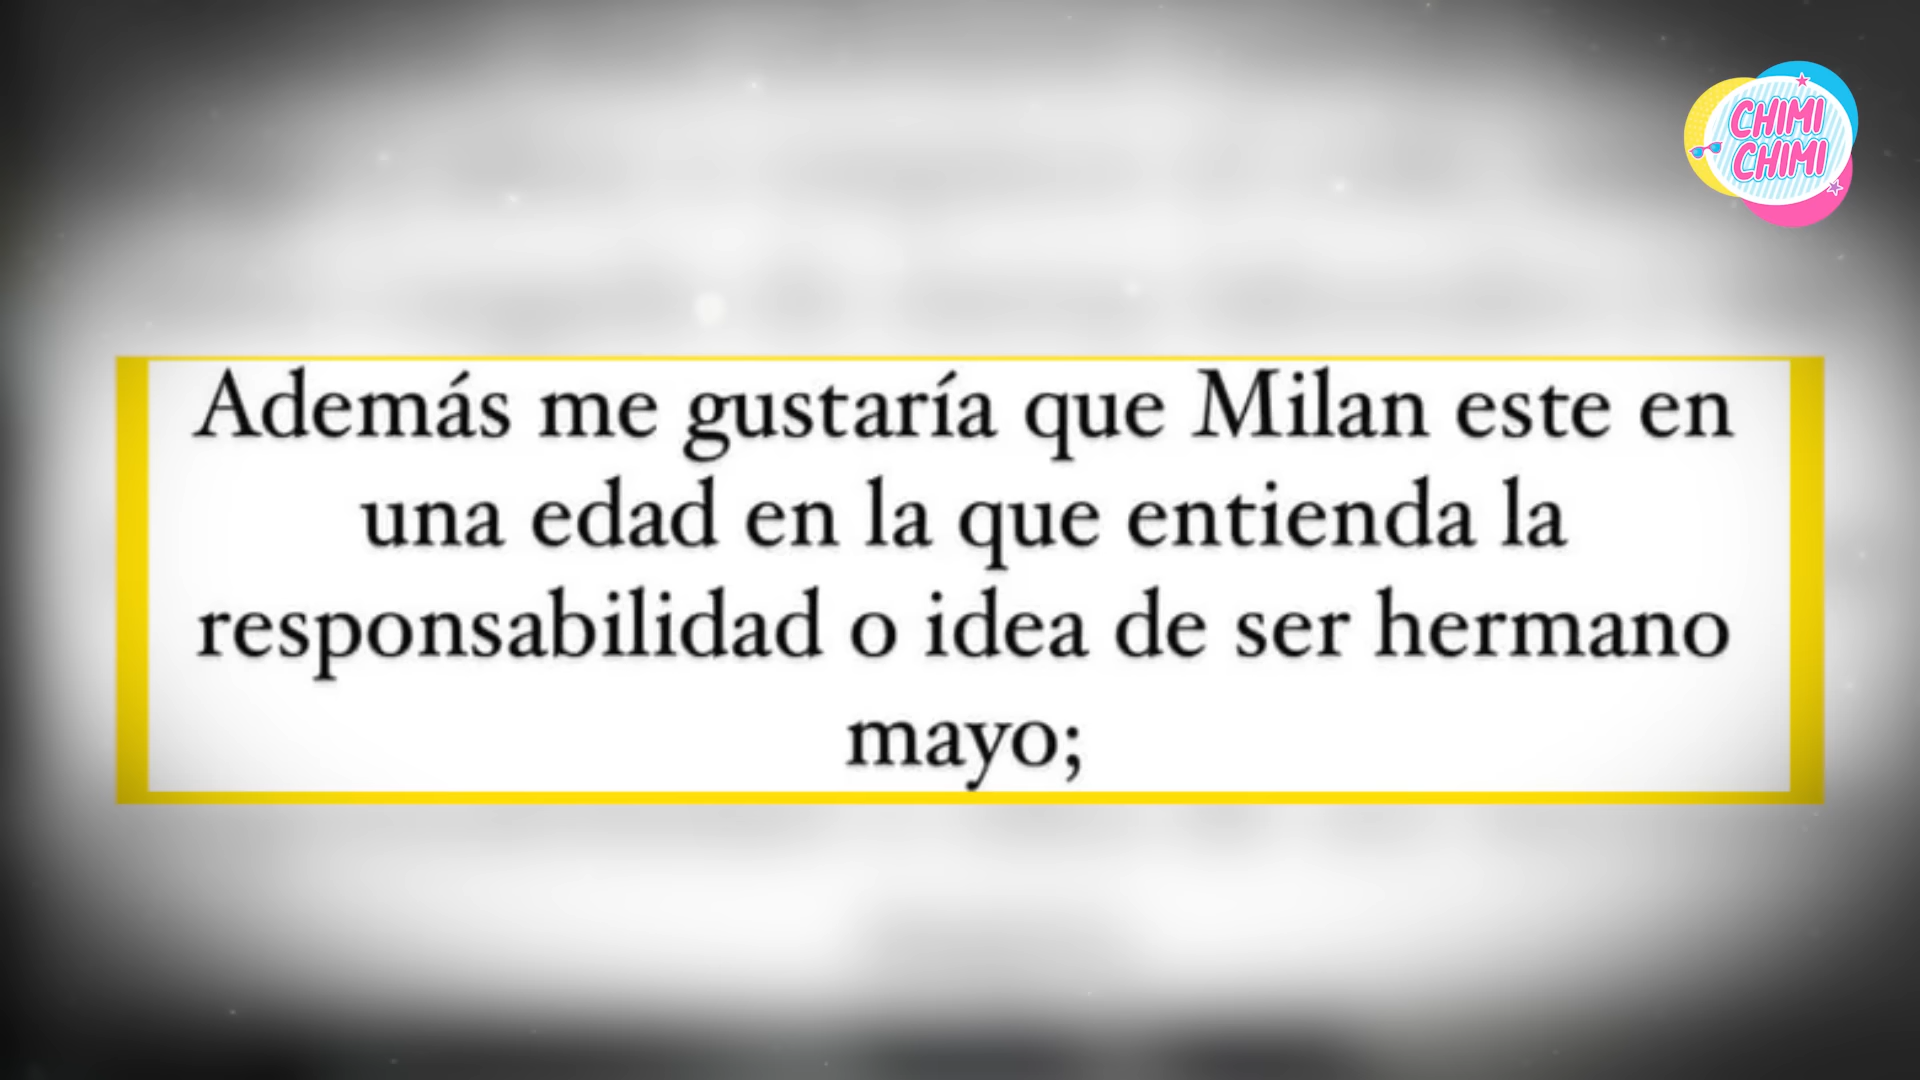 CHIMI
CHIMI
Además me gustaría que Milan este en
una edad en la que entienda la
responsabilidad o idea de ser hermano
mayo;